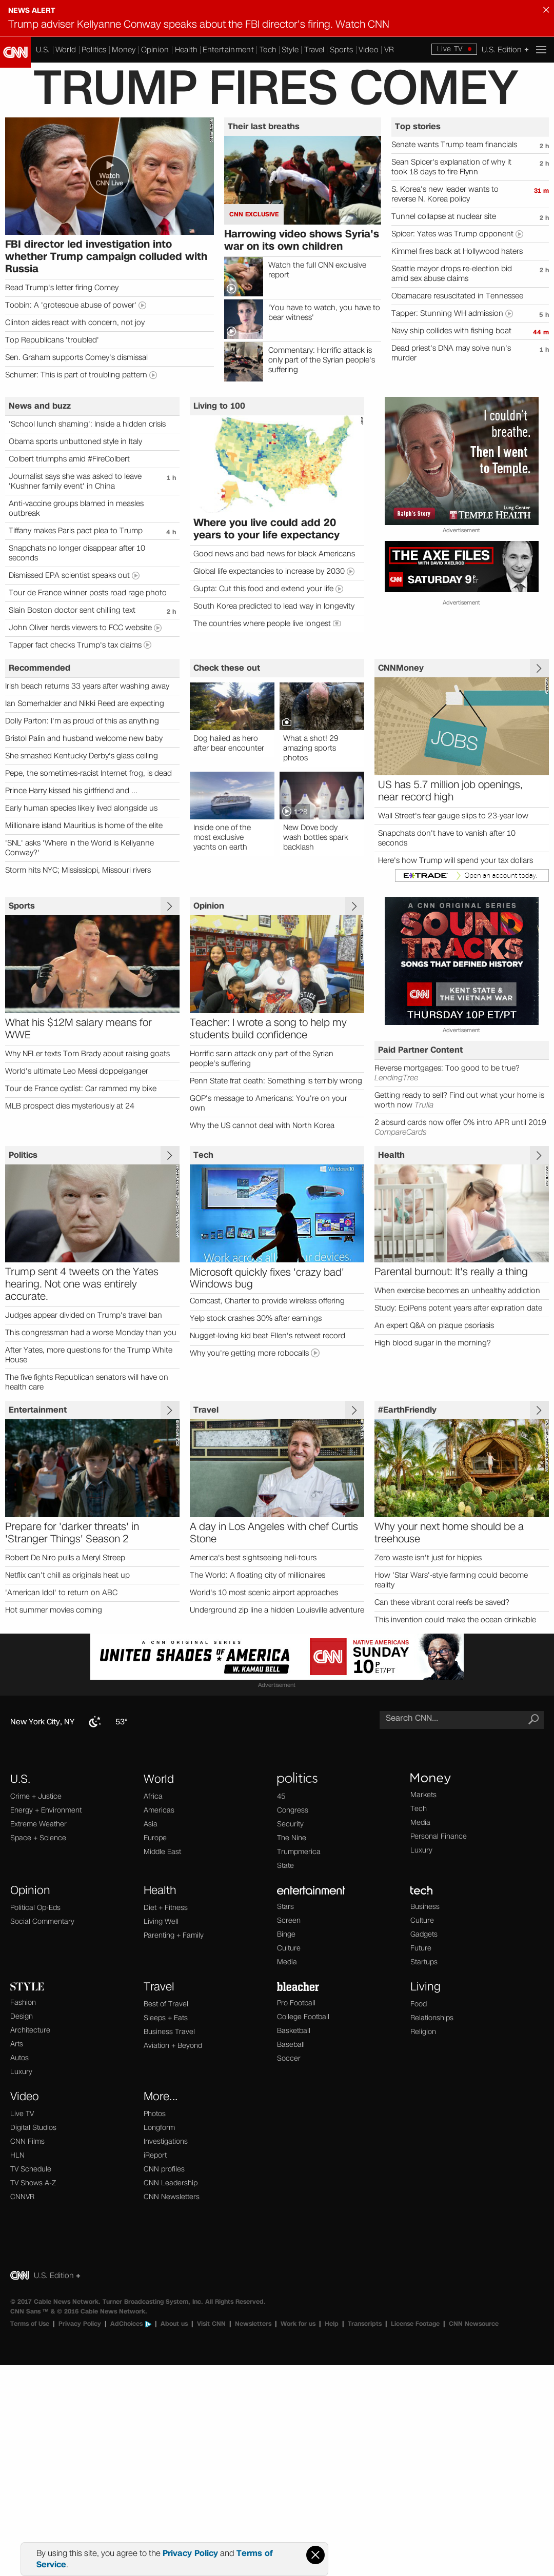 NEWS ALERT
Trump adviser Kellyanne Conway speaks about the FBI director's firing. Watch CNN
CNN
U.S. World Politics Money Opinion Health Entertainment Tech Style Travel Sports Video VR
Live TV
U.S. Edition +
TRUMP FIRES COMEY
Watch
CNN Live
FBI director led investigation into
whether Trump campaign colluded with
Russia
Read Trump's letter firing Comey
Toobin: A 'grotesque abuse of power'
Clinton aides react with concern, not joy
Top Republicans 'troubled'
Sen. Graham supports Comey's dismissal
Schumer: This is part of troubling pattern
Their last breaths
CNN EXCLUSIVE
Harrowing video shows Syria's
war on its own children
Watch the full CNN exclusive
report
'You have to watch, you have to
bear witness'
Commentary: Horrific attack is
only part of the Syrian people's
suffering
Top stories
Senate wants Trump team financials 2 h
Sean Spicer's explanation of why it 2 h
took 18 days to fire Flynn
S. Korea's new leader wants to 31 m
reverse N. Korea policy
Tunnel collapse at nuclear site 2 h
Spicer: Yates was Trump opponent
Kimmel fires back at Hollywood haters
Seattle mayor drops re-election bid 2 h
amid sex abuse claims
Obamacare resuscitated in Tennessee
Tapper: Stunning WH admission 5 h
Navy ship collides with fishing boat 44 m
Dead priest's DNA may solve nun's 1 h
murder
News and buzz
'School lunch shaming': Inside a hidden crisis
Obama sports unbuttoned style in Italy
Colbert triumphs amid #FireColbert
Journalist says she was asked to leave 1 h
'Kushner family event' in China
Anti-vaccine groups blamed in measles
outbreak
Tiffany makes Paris pact plea to Trump 4 h
Snapchats no longer disappear after 10
seconds
Dismissed EPA scientist speaks out
Tour de France winner posts road rage photo
Slain Boston doctor sent chilling text 2 h
John Oliver herds viewers to FCC website
Tapper fact checks Trump's tax claims
Living to 100
Where you live could add 20
years to your life expectancy
Good news and bad news for black Americans
Global life expectancies to increase by 2030
Gupta: Cut this food and extend your life
South Korea predicted to lead way in longevity
The countries where people live longest
I couldn't
breathe.
Then I went
to Temple.
Ralph's Story
Lung Center
TEMPLE HEALTH
Advertisement
THE AXE FILES
WITH DAVID AXELROD
CNN SATURDAY 9
Advertisement
Recommended
Irish beach returns 33 years after washing away
Ian Somerhalder and Nikki Reed are expecting
Dolly Parton: I'm as proud of this as anything
Bristol Palin and husband welcome new baby
She smashed Kentucky Derby's glass ceiling
Pepe, the sometimes-racist Internet frog, is dead
Prince Harry kissed his girlfriend and ...
Early human species likely lived alongside us
Millionaire island Mauritius is home of the elite
'SNL' asks 'Where in the World is Kellyanne
Conway?'
Storm hits NYC; Mississippi, Missouri rivers
Check these out
Dog hailed as hero
after bear encounter
What a shot! 29
amazing sports
photos
Inside one of the
most exclusive
yachts on earth
New Dove body
wash bottles spark
backlash
CNNMoney
JOBS
US has 5.7 million job openings,
near record high
Wall Street's fear gauge slips to 23-year low
Snapchats don't have to vanish after 10
seconds
Here's how Trump will spend your tax dollars
E*TRADE Open an account today.
Sports
What his $12M salary means for
WWE
Why NFLer texts Tom Brady about raising goats
World's ultimate Leo Messi doppelganger
Tour de France cyclist: Car rammed my bike
MLB prospect dies mysteriously at 24
Opinion
Teacher: I wrote a song to help my
students build confidence
Horrific sarin attack only part of the Syrian
people's suffering
Penn State frat death: Something is terribly wrong
GOP's message to Americans: You're on your
own
Why the US cannot deal with North Korea
A CNN ORIGINAL SERIES
SOUND
TRACKS
SONGS THAT DEFINED HISTORY
CNN
KENT STATE &
THE VIETNAM WAR
THURSDAY 10P ET/PT
Advertisement
Paid Partner Content
Reverse mortgages: Too good to be true?
LendingTree
Getting ready to sell? Find out what your home is
worth now Trulia
2 absurd cards now offer 0% intro APR until 2019
CompareCards
Politics
Trump sent 4 tweets on the Yates
hearing. Not one was entirely
accurate.
Judges appear divided on Trump's travel ban
This congressman had a worse Monday than you
After Yates, more questions for the Trump White
House
The five fights Republican senators will have on
health care
Tech
Windows10
Work across all your devices.
Microsoft quickly fixes 'crazy bad'
Windows bug
Comcast, Charter to provide wireless offering
Yelp stock crashes 30% after earnings
Nugget-loving kid beat Ellen's retweet record
Why you're getting more robocalls
Health
Parental burnout: It's really a thing
When exercise becomes an unhealthy addiction
Study: EpiPens potent years after expiration date
An expert Q&A on plaque psoriasis
High blood sugar in the morning?
Entertainment
Prepare for 'darker threats' in
'Stranger Things' Season 2
Robert De Niro pulls a Meryl Streep
Netflix can't chill as originals heat up
'American Idol' to return on ABC
Hot summer movies coming
Travel
A day in Los Angeles with chef Curtis
Stone
America's best sightseeing heli-tours
The World: A floating city of millionaires
World's 10 most scenic airport approaches
Underground zip line a hidden Louisville adventure
#EarthFriendly
Why your next home should be a
treehouse
Zero waste isn't just for hippies
How 'Star Wars'-style farming could become
reality
Can these vibrant coral reefs be saved?
This invention could make the ocean drinkable
A CNN ORIGINAL SERIES
UNITED SHADES OF AMERICA
W. KAMAU BELL
CNN
NATIVE AMERICANS
SUNDAY
10P ET/PT
Advertisement
New York City, NY 53°
Search CNN...
U.S.
Crime + Justice
Energy + Environment
Extreme Weather
Space + Science
World
Africa
Americas
Asia
Europe
Middle East
politics
45
Congress
Security
The Nine
Trumpmerica
State
Money
Markets
Tech
Media
Personal Finance
Luxury
Opinion
Political Op-Eds
Social Commentary
Health
Diet + Fitness
Living Well
Parenting + Family
entertainment
Stars
Screen
Binge
Culture
Media
tech
Business
Culture
Gadgets
Future
Startups
STYLE
Fashion
Design
Architecture
Arts
Autos
Luxury
Travel
Best of Travel
Sleeps + Eats
Business Travel
Aviation + Beyond
bleacher
Pro Football
College Football
Basketball
Baseball
Soccer
Living
Food
Relationships
Religion
Video
Live TV
Digital Studios
CNN Films
HLN
TV Schedule
TV Shows A-Z
CNNVR
More...
Photos
Longform
Investigations
iReport
CNN profiles
CNN Leadership
CNN Newsletters
CNN U.S. Edition +
© 2017 Cable News Network. Turner Broadcasting System, Inc. All Rights Reserved.
CNN Sans ™ & © 2016 Cable News Network.
Terms of Use | Privacy Policy | AdChoices | About us | Visit CNN | Newsletters | Work for us | Help | Transcripts | License Footage | CNN Newsource
By using this site, you agree to the Privacy Policy and Terms of
Service.